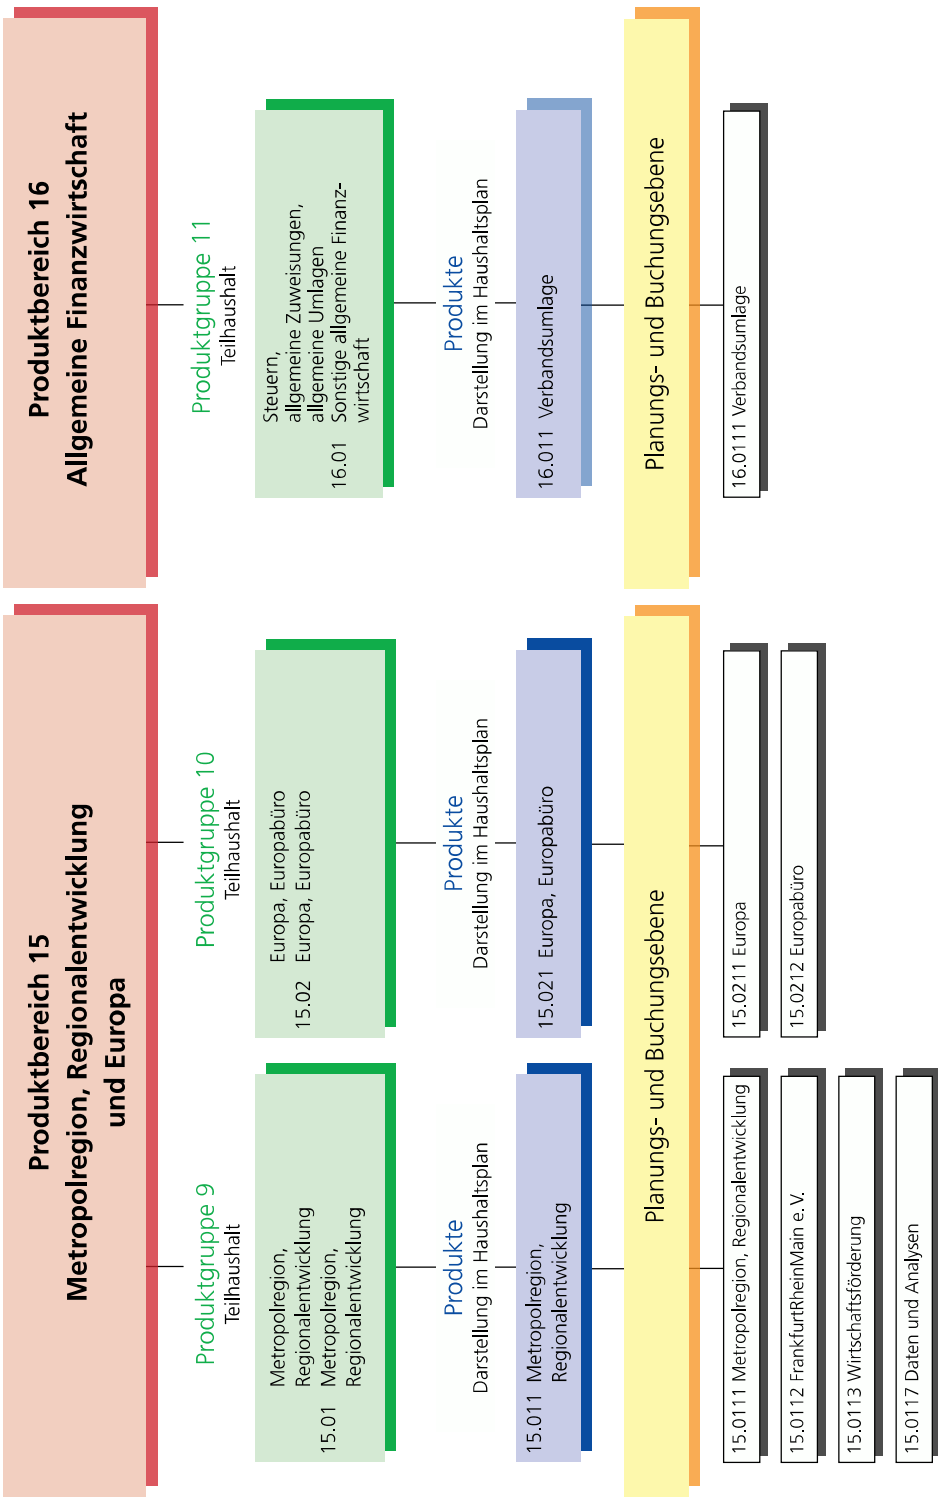 Produktbereich 15
Metropolregion, Regionalentwicklung
und Europa
Produktgruppe 9
Teilhaushalt
Metropolregion,
Regionalentwicklung
15.01 Metropolregion,
Regionalentwicklung
Produkte
Darstellung im Haushaltsplan
15.011 Metropolregion,
Regionalentwicklung
Produktgruppe 10
Teilhaushalt
Europa, Europabüro
15.02 Europa, Europabüro
Produkte
Darstellung im Haushaltsplan
15.021 Europa, Europabüro
Planungs- und Buchungsebene
15.0111 Metropolregion, Regionalentwicklung
15.0112 FrankfurtRheinMain e. V.
15.0113 Wirtschaftsförderung
15.0117 Daten und Analysen
15.0211 Europa
15.0212 Europabüro
Produktbereich 16
Allgemeine Finanzwirtschaft
Produktgruppe 11
Teilhaushalt
Steuern,
allgemeine Zuweisungen,
allgemeine Umlagen
16.01 Sonstige allgemeine Finanz-
wirtschaft
Produkte
Darstellung im Haushaltsplan
16.011 Verbandsumlage
Planungs- und Buchungsebene
16.0111 Verbandsumlage